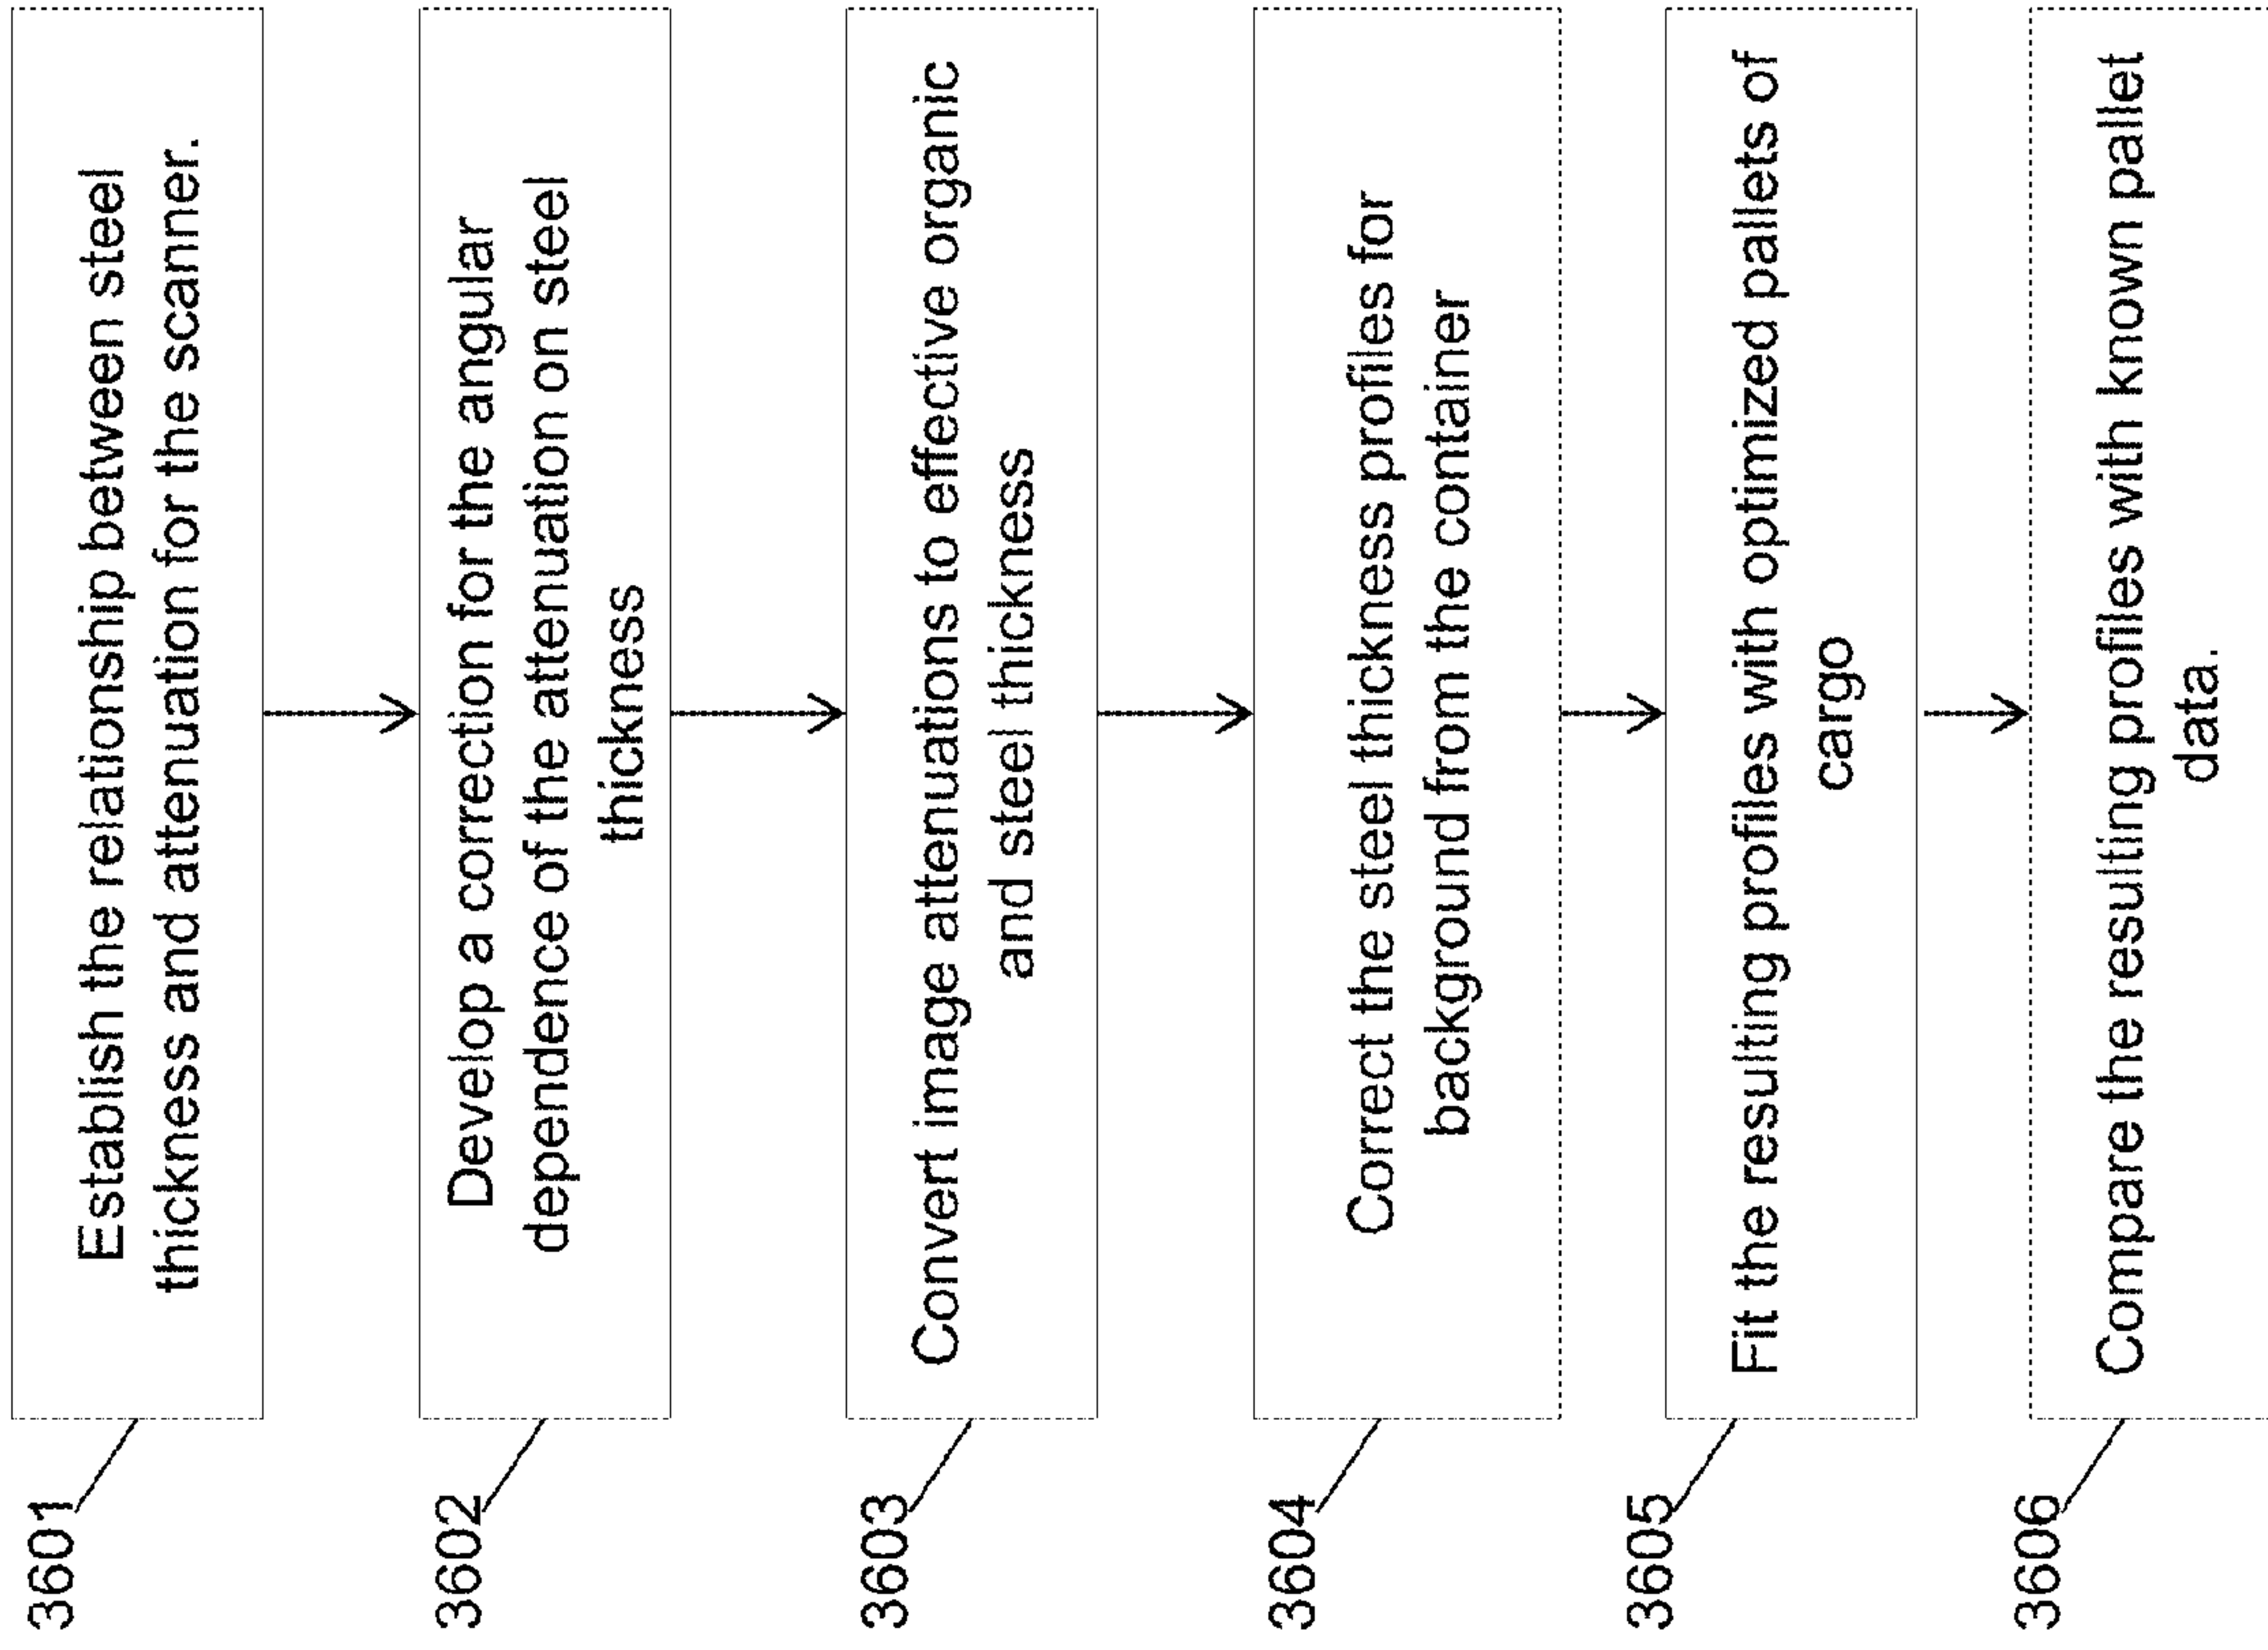 3601
Establish the relationship between steel
thickness and attenuation for the scanner.
3602
Develop a correction for the angular
dependence of the attenuation on steel
thickness
3603
Convert image attenuations to effective organic
and steel thickness
3604
Correct the steel thickness profiles for
background from the container
3605
Fit the resulting profiles with optimized pallets of
cargo
3606
Compare the resulting profiles with known pallet
data.